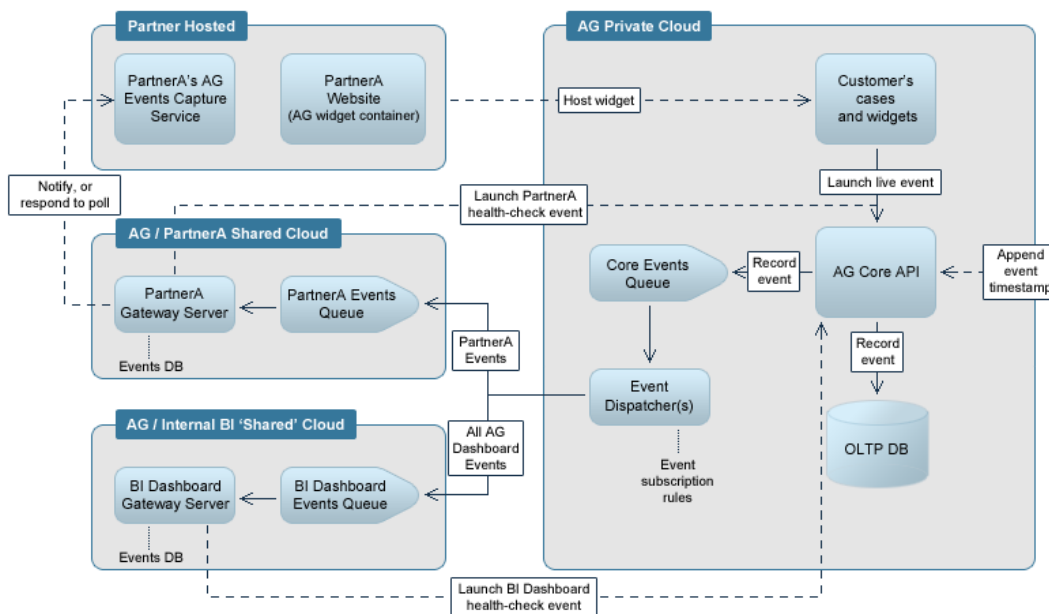 Partner Hosted
PartnerA's AG
Events Capture
Service
PartnerA
Website
(AG widget container)
Host widget
AG Private Cloud
Customer's
cases
and widgets
Launch live event
Notify, or
respond to poll
Launch PartnerA
health-check event
AG / PartnerA Shared Cloud
PartnerA
Gateway Server
PartnerA Events
Queue
Events DB
PartnerA
Events
Core Events
Queue
Record
event
AG Core API
Append
event
timestamp
Record
event
Event
Dispatcher(s)
Event
subscription
rules
OLTP DB
AG / Internal BI ‘Shared’ Cloud
All AG
Dashboard
Events
BI Dashboard
Gateway Server
BI Dashboard
Events Queue
Events DB
Launch BI Dashboard
health-check event